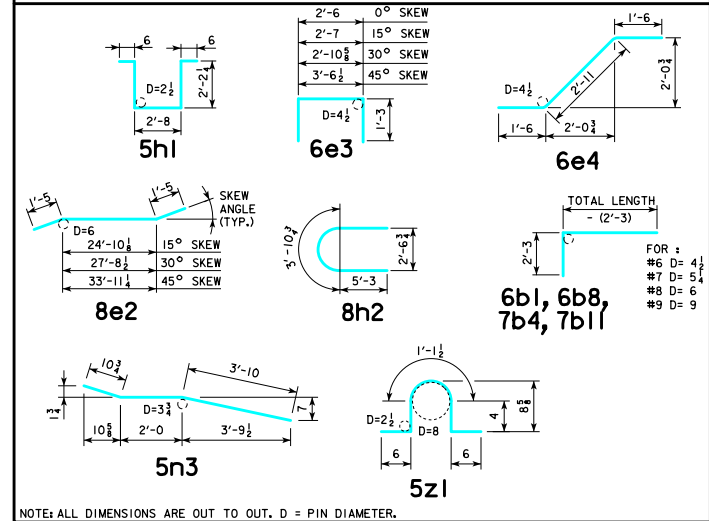 6
6
D=2½
2'-2¼
2'-8
5h1
2'-6 0° SKEW
2'-7 15° SKEW
2'-10⅝ 30° SKEW
3'-6½ 45° SKEW
D=4½
1'-3
6e3
1'-6
D=4½
2'-11
2'-0¾
1'-6
2'-0¾
6e4
1'-5
1'-5
SKEW
ANGLE
(TYP.)
D=6
24'-10⅛ 15° SKEW
27'-8½ 30° SKEW
33'-11¼ 45° SKEW
8e2
3'-10¾
2'-6¾
5'-3
8h2
TOTAL LENGTH
- (2'-3)
2'-3
FOR :
#6 D= 4½
#7 D= 5¼
#8 D= 6
#9 D= 9
6b1, 6b8,
7b4, 7b11
10¾
3'-10
1¾
D=3¾
7
10⅝
2'-0
3'-9½
5n3
1'-1½
D=2½
D=8
4
8⅝
6
6
5z1
NOTE: ALL DIMENSIONS ARE OUT TO OUT. D = PIN DIAMETER.